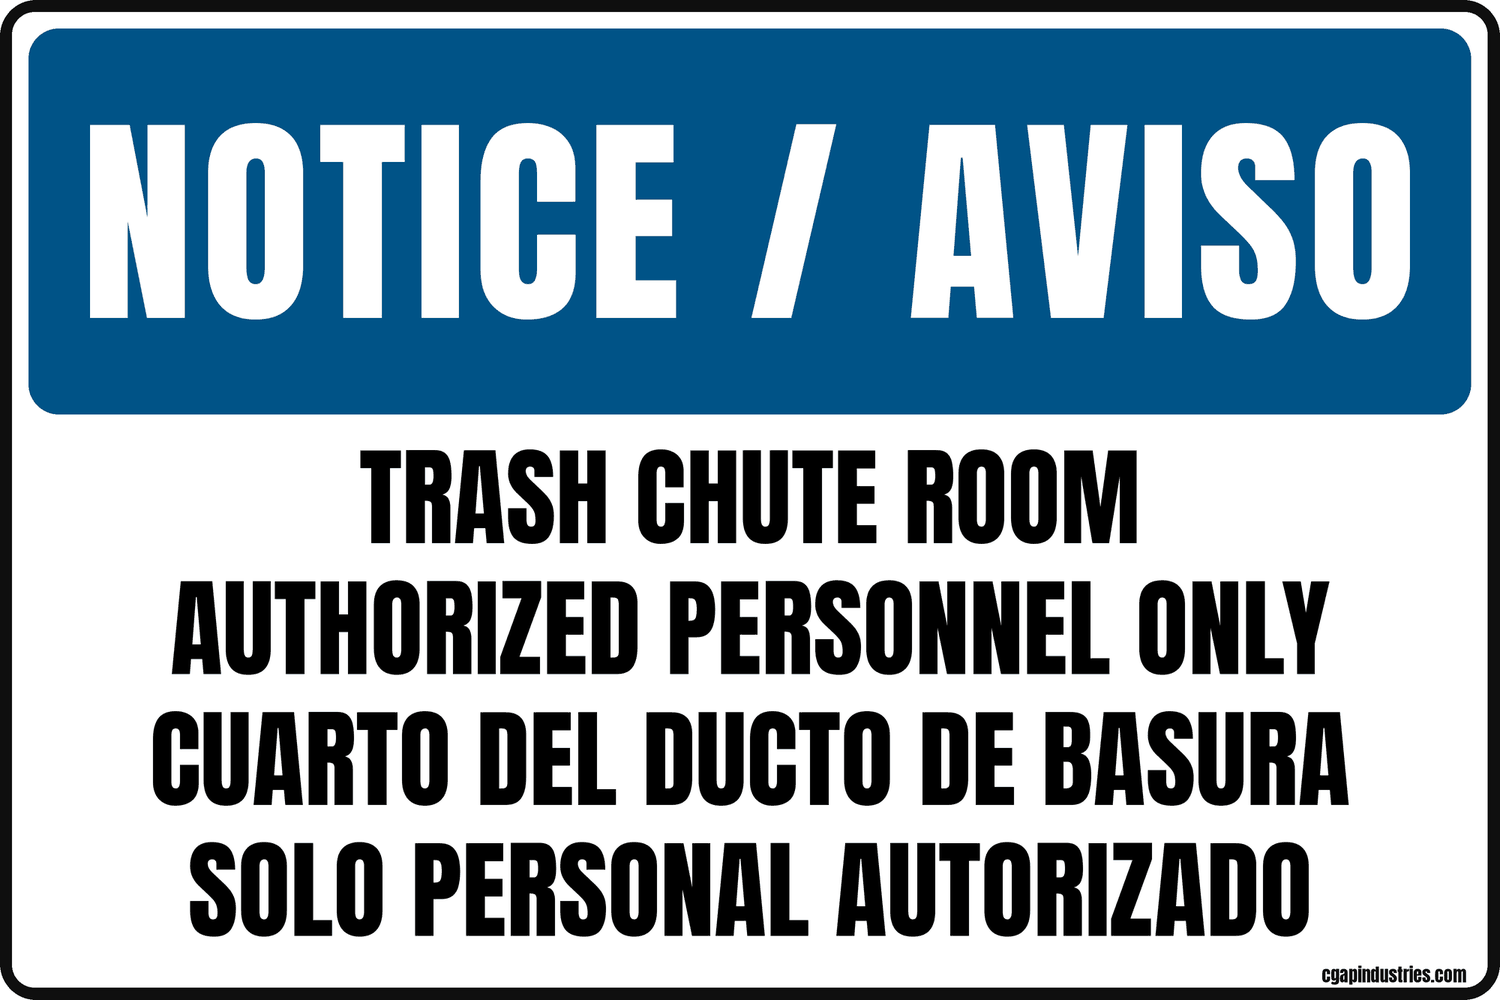 NOTICE / AVISO
TRASH CHUTE ROOM
AUTHORIZED PERSONNEL ONLY
CUARTO DEL DUCTO DE BASURA
SOLO PERSONAL AUTORIZADO
cgapindustries.com